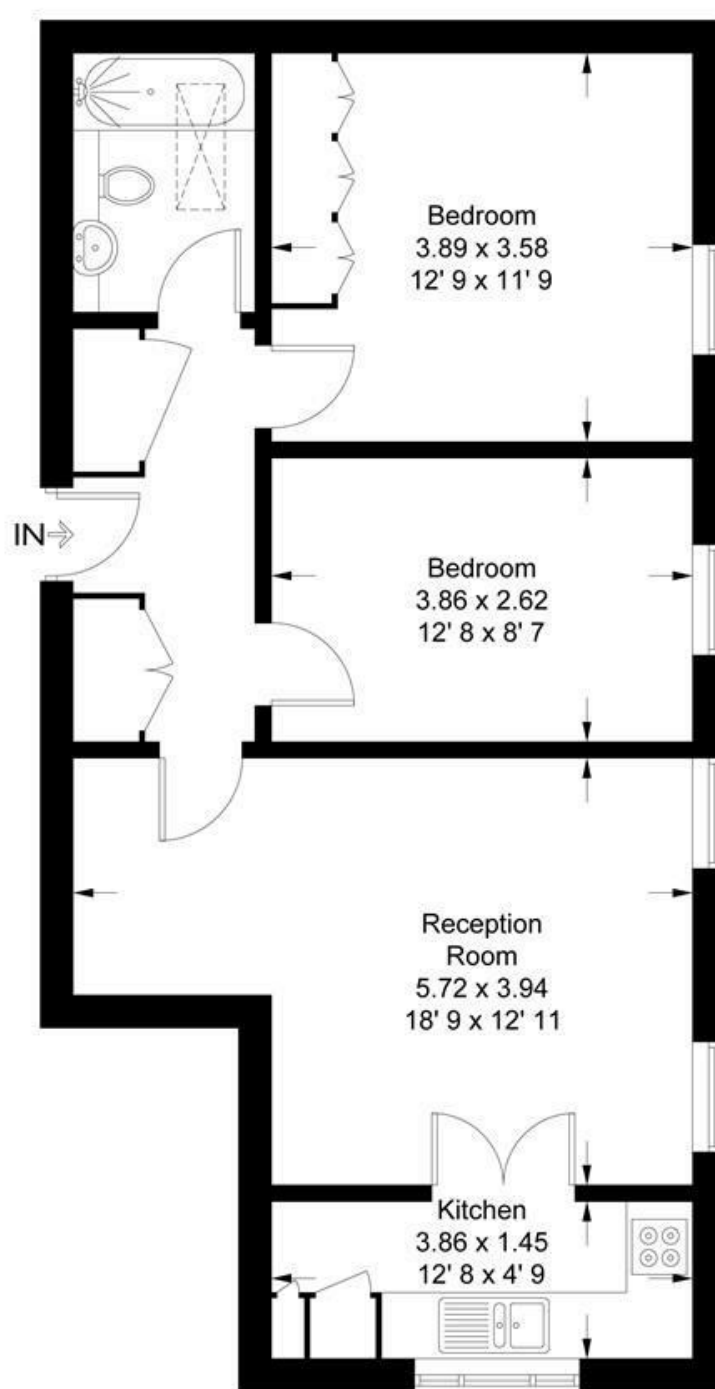 Bedroom
3.89 x 3.58
12' 9 x 11' 9
IN
Bedroom
3.86 x 2.62
12' 8 x 8' 7
Reception
Room
5.72 x 3.94
18' 9 x 12' 11
Kitchen
3.86 x 1.45
12' 8 x 4' 9